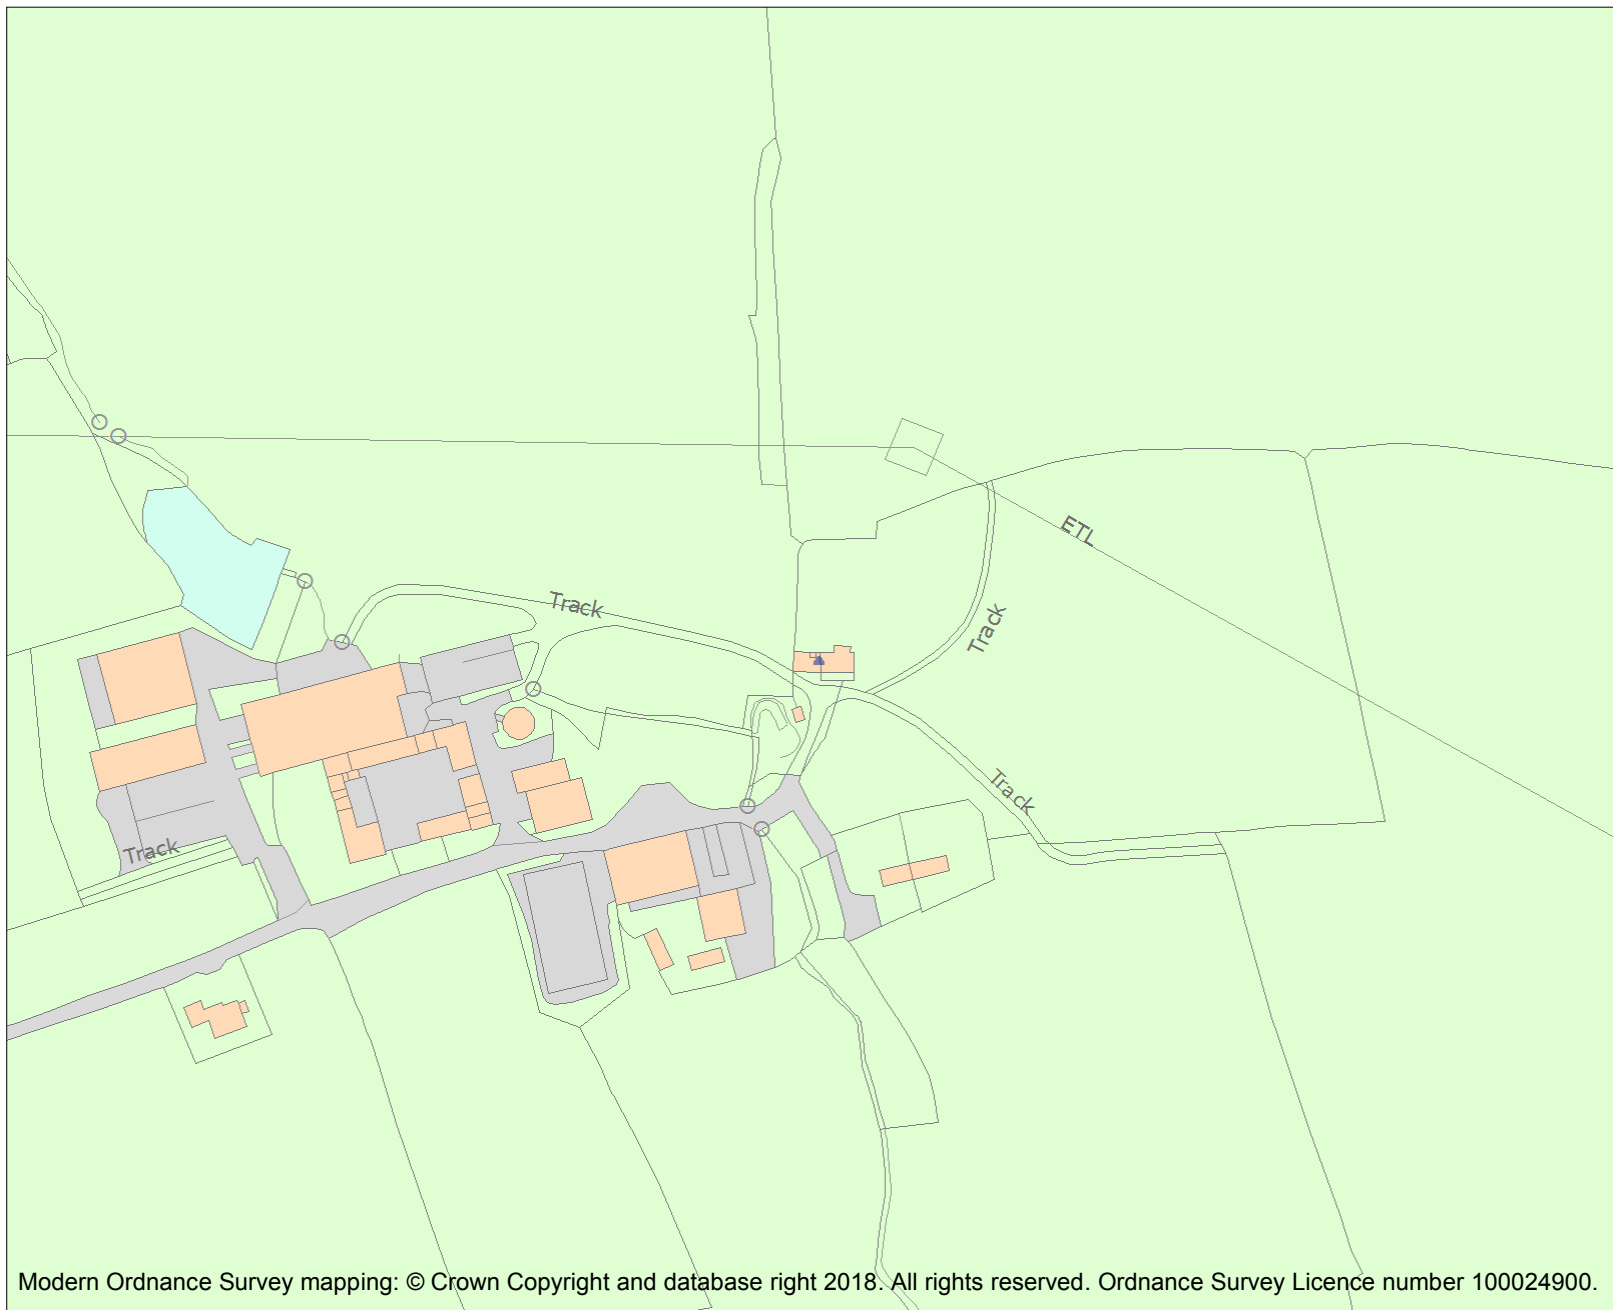 ETL
Track
Track
Track
Track
Modern Ordnance Survey mapping: © Crown Copyright and database right 2018. All rights reserved. Ordnance Survey Licence number 100024900.